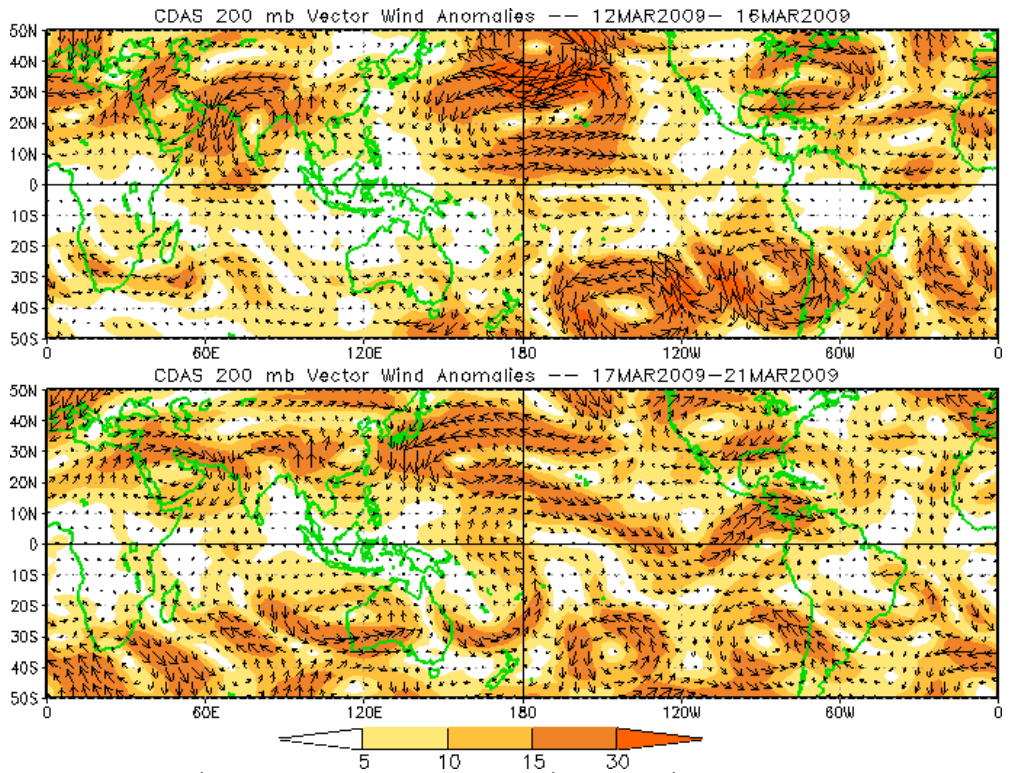 CDAS 200 mb Vector Wind Anomalies -- 12MAR2009- 16MAR2009
50N
40N
30N
20N
10N
0
10S
20S
30S
40S
50S
0 60E 120E 180 120W 60W 0
CDAS 200 mb Vector Wind Anomalies -- 17MAR2009-21MAR2009
50N
40N
30N
20N
10N
0
10S
20S
30S
40S
50S
0 60E 120E 180 120W 60W 0
5 10 15 30